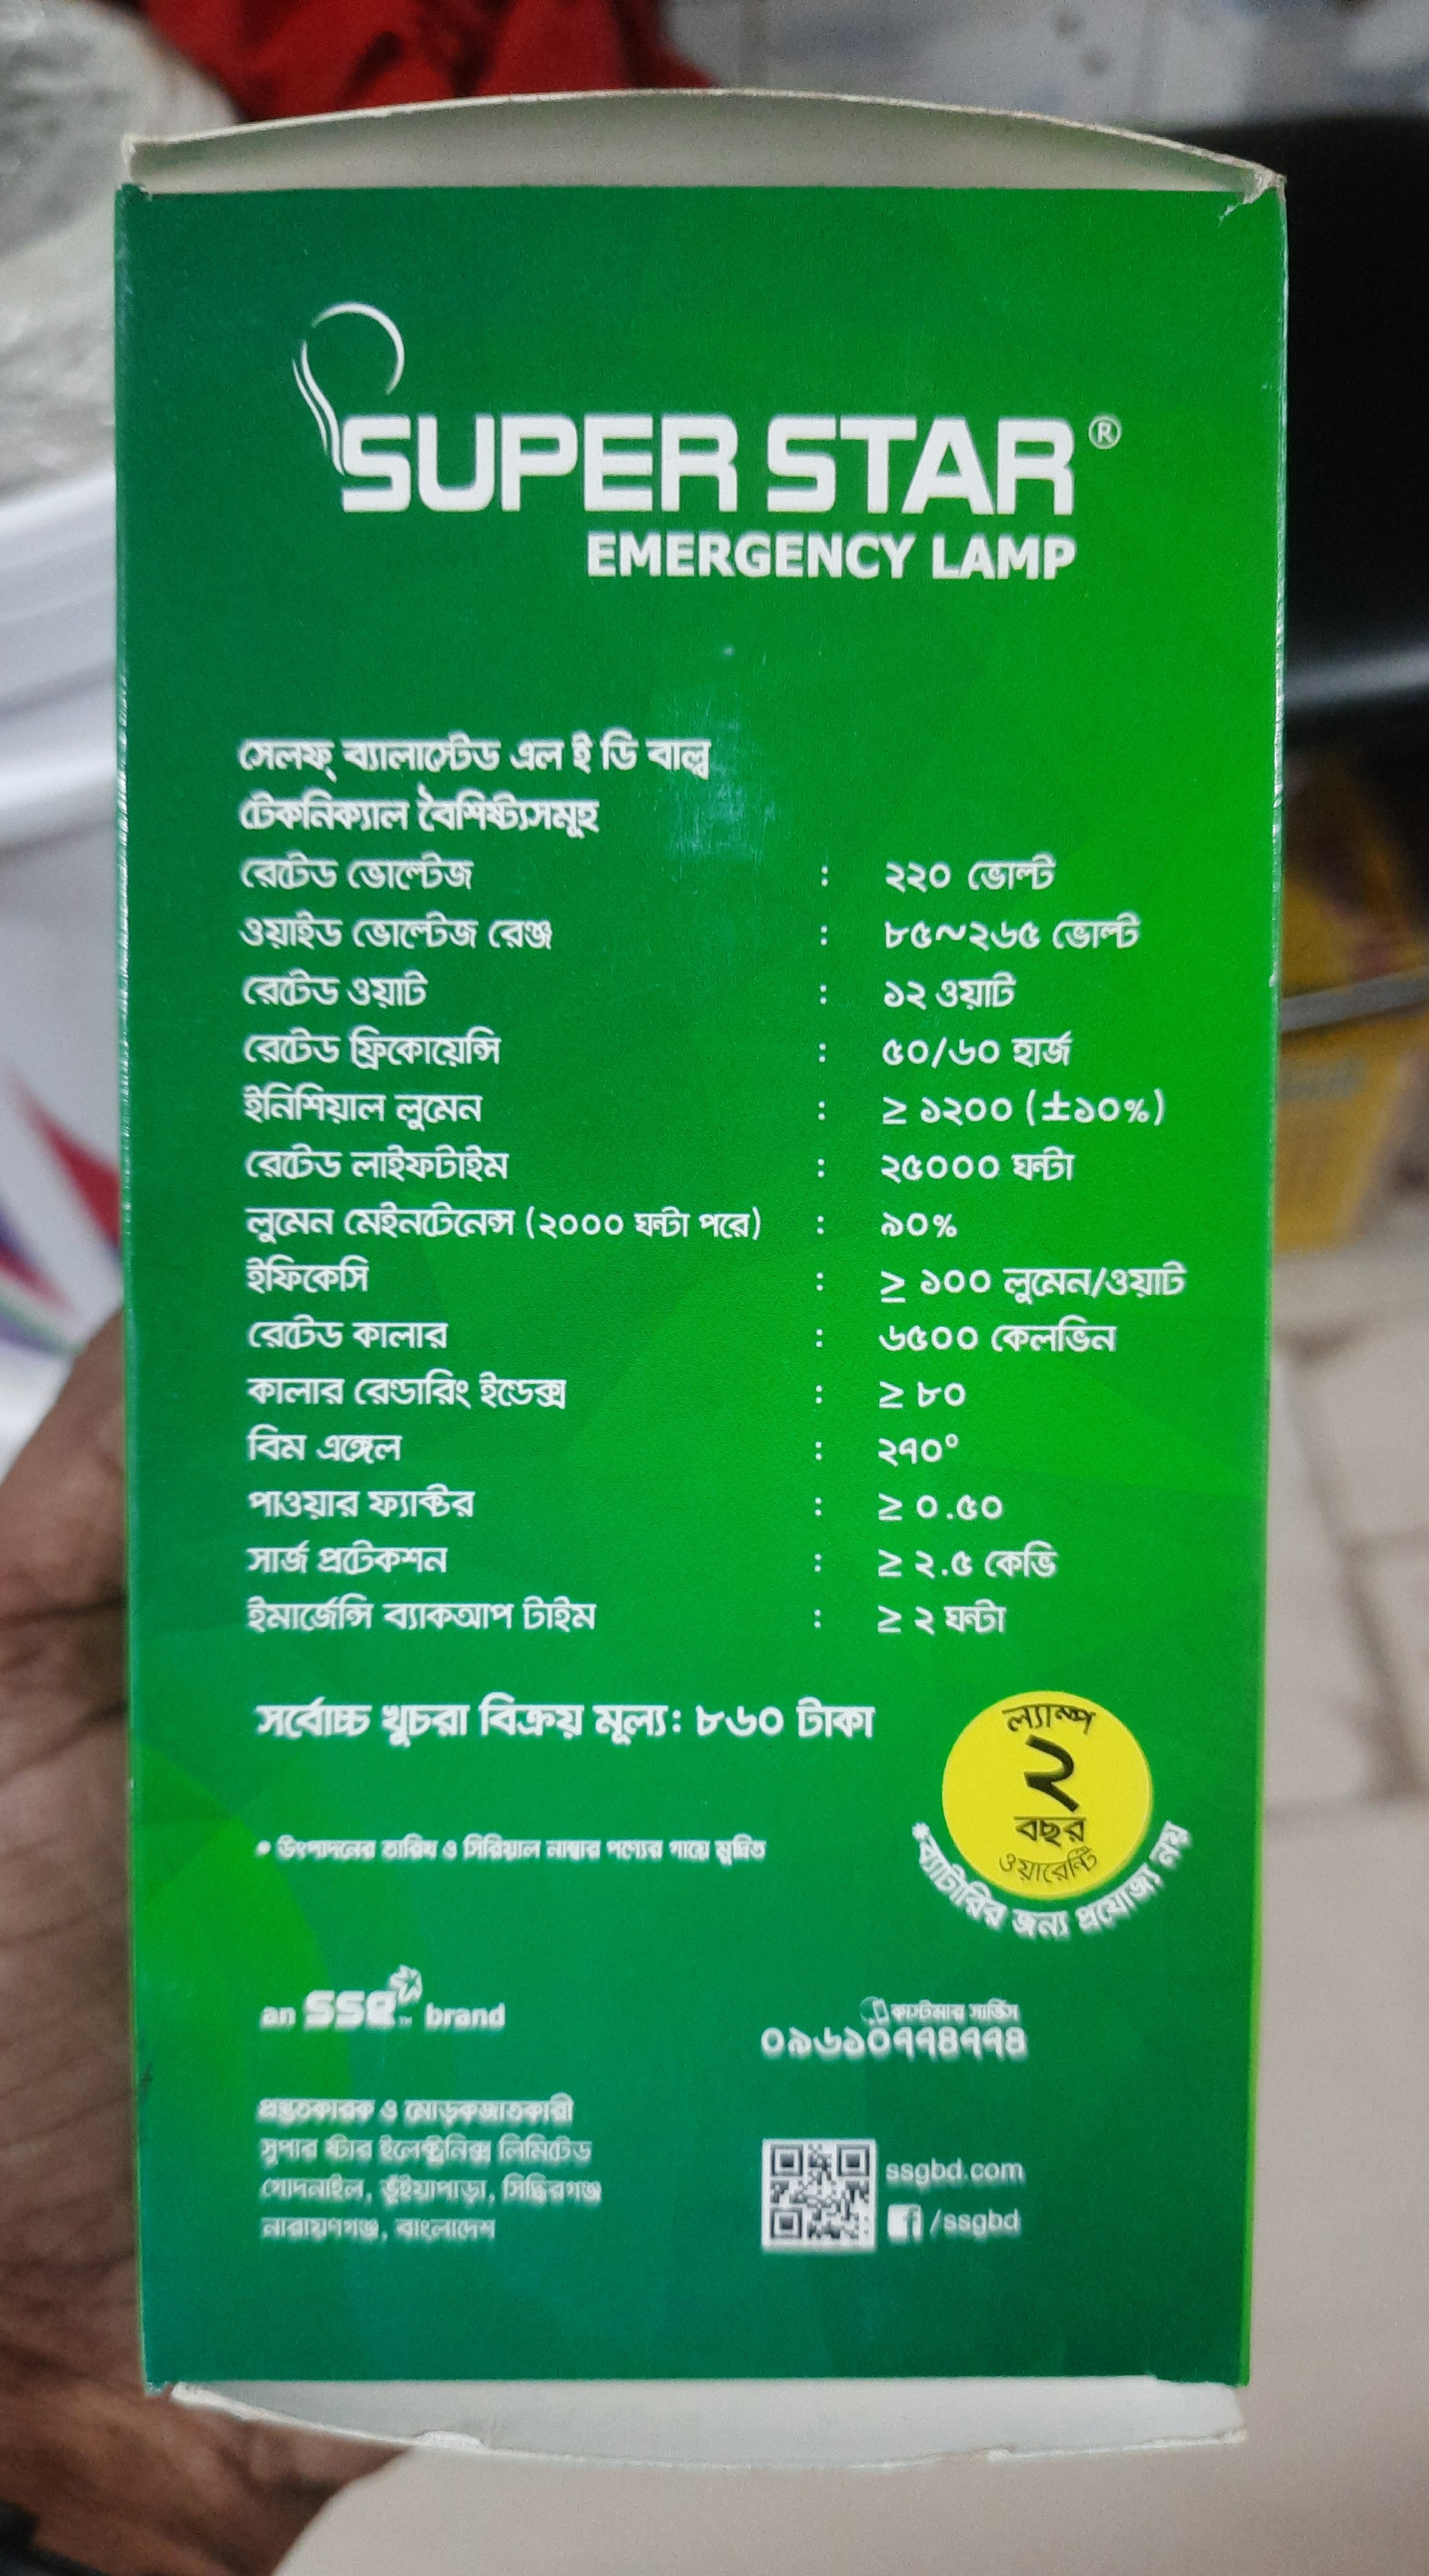 SUPER STAR®
EMERGENCY LAMP
সেলফ্ ব্যালাস্টেড এল ই ডি বাল্ব
টেকনিক্যাল বৈশিষ্ট্যসমূহ
রেটেড ভোল্টেজ : ২২০ ভোল্ট
ওয়াইড ভোল্টেজ রেঞ্জ : ৮৫~২৬৫ ভোল্ট
রেটেড ওয়াট : ১২ ওয়াট
রেটেড ফ্রিকোয়েন্সি : ৫০/৬০ হার্জ
ইনিশিয়াল লুমেন : ≥ ১২০০ (±১০%)
রেটেড লাইফটাইম : ২৫০০০ ঘন্টা
লুমেন মেইনটেনেন্স (২০০০ ঘন্টা পরে) : ৯০%
ইফিকেসি : ≥ ১০০ লুমেন/ওয়াট
রেটেড কালার : ৬৫০০ কেলভিন
কালার রেন্ডারিং ইন্ডেক্স : ≥ ৮০
বিম এঙ্গেল : ২৭০°
পাওয়ার ফ্যাক্টর : ≥ ০.৫০
সার্জ প্রটেকশন : ≥ ২.৫ কেভি
ইমার্জেন্সি ব্যাকআপ টাইম : ≥ ২ ঘন্টা
সর্বোচ্চ খুচরা বিক্রয় মূল্য: ৮৬০ টাকা
ল্যাম্প
২
বছর
ওয়ারেন্টি
*ব্যাটারির জন্য প্রযোজ্য নয়
* উৎপাদনের তারিখ ও সিরিয়াল নাম্বার পণ্যের গায়ে মুদ্রিত
an SSG™ brand
কাস্টমার সার্ভিস
০৯৬১০৭৭৪৭৭৪
প্রস্তুতকারক ও মোড়কজাতকারী
সুপার ষ্টার ইলেক্ট্রনিক্স লিমিটেড
গোদনাইল, ভূঁইয়াপাড়া, সিদ্ধিরগঞ্জ
নারায়ণগঞ্জ, বাংলাদেশ
ssgbd.com
/ssgbd